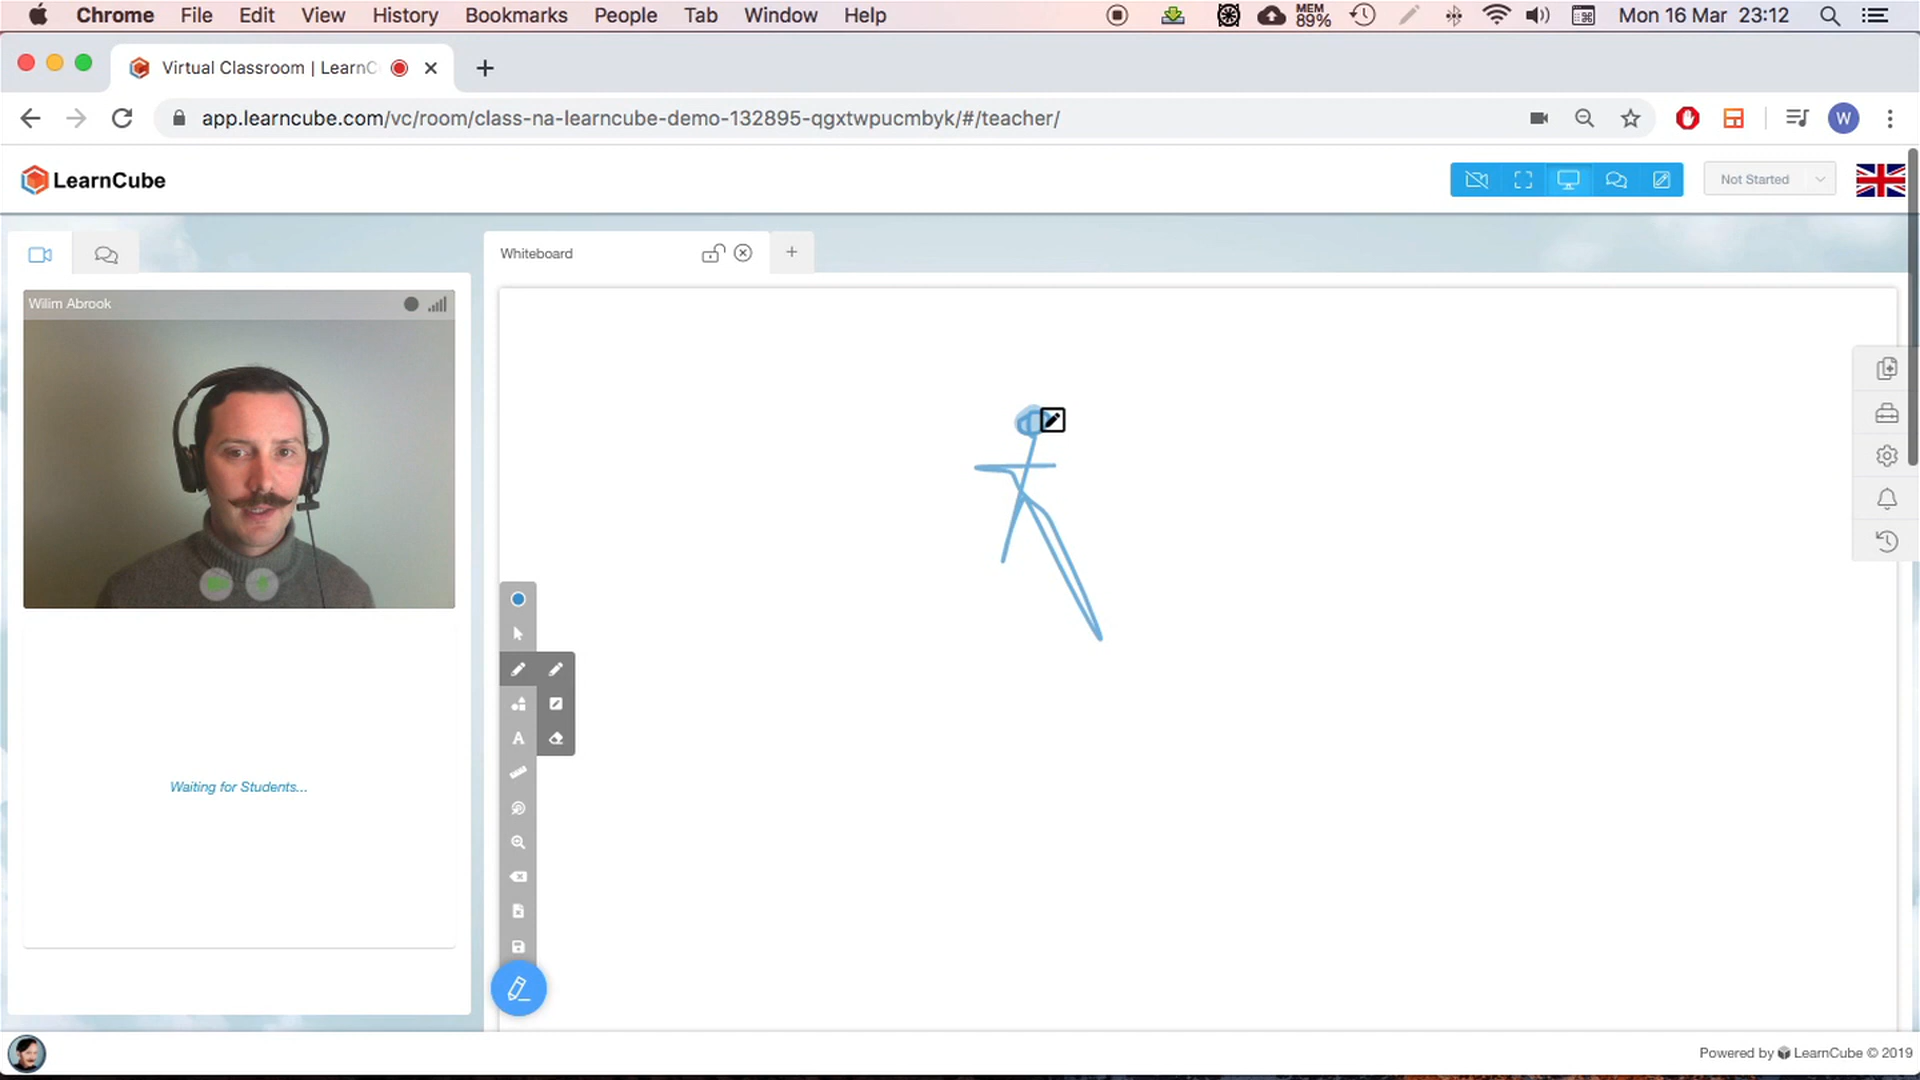 Chrome File Edit View History Bookmarks People Tab Window Help MEM 89% Mon 16 Mar 23:12
Virtual Classroom | LearnC
app.learncube.com/vc/room/class-na-learncube-demo-132895-qgxtwpucmbyk/#/teacher/ W
LearnCube Not Started
Whiteboard
Wilim Abrook
A
Waiting for Students...
Powered by LearnCube © 2019